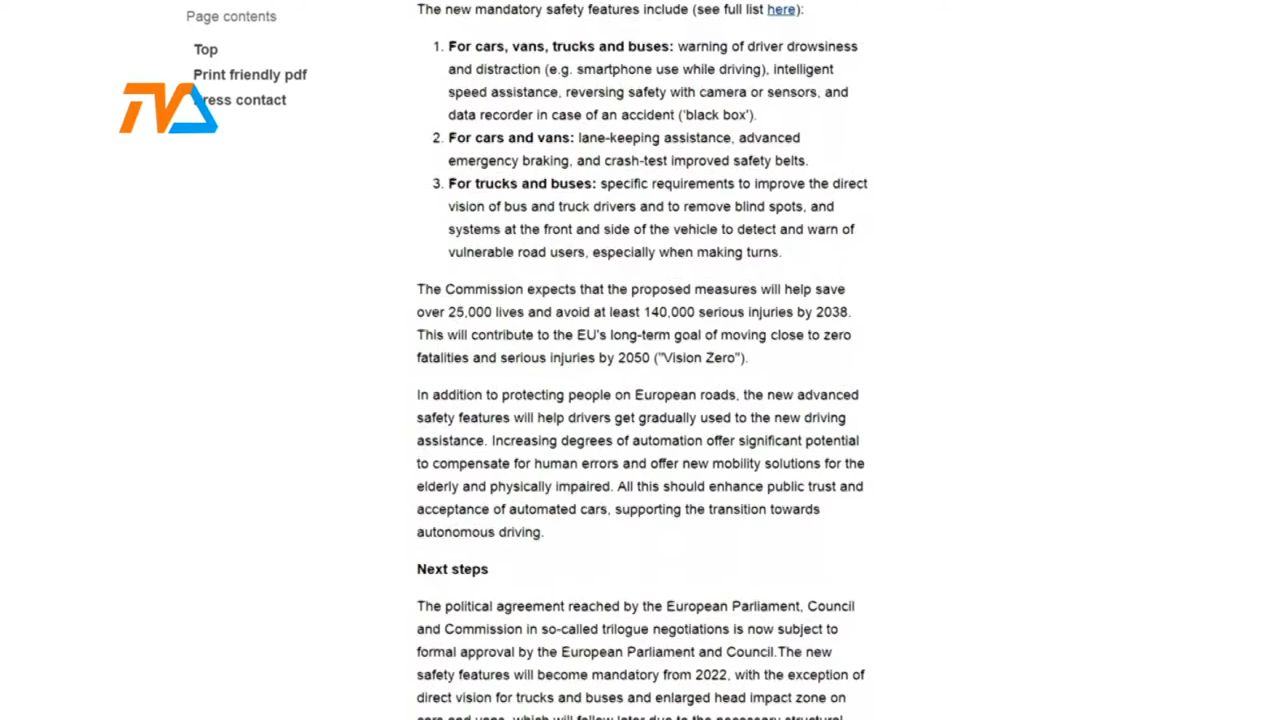 Page contents
Top
Print friendly pdf
Press contact
TVA
The new mandatory safety features include (see full list here):
1. For cars, vans, trucks and buses: warning of driver drowsiness
and distraction (e.g. smartphone use while driving), intelligent
speed assistance, reversing safety with camera or sensors, and
data recorder in case of an accident ('black box').
2. For cars and vans: lane-keeping assistance, advanced
emergency braking, and crash-test improved safety belts.
3. For trucks and buses: specific requirements to improve the direct
vision of bus and truck drivers and to remove blind spots, and
systems at the front and side of the vehicle to detect and warn of
vulnerable road users, especially when making turns.
The Commission expects that the proposed measures will help save
over 25,000 lives and avoid at least 140,000 serious injuries by 2038.
This will contribute to the EU's long-term goal of moving close to zero
fatalities and serious injuries by 2050 ("Vision Zero").
In addition to protecting people on European roads, the new advanced
safety features will help drivers get gradually used to the new driving
assistance. Increasing degrees of automation offer significant potential
to compensate for human errors and offer new mobility solutions for the
elderly and physically impaired. All this should enhance public trust and
acceptance of automated cars, supporting the transition towards
autonomous driving.
Next steps
The political agreement reached by the European Parliament, Council
and Commission in so-called trilogue negotiations is now subject to
formal approval by the European Parliament and Council.The new
safety features will become mandatory from 2022, with the exception of
direct vision for trucks and buses and enlarged head impact zone on
cars and vans, which will follow later due to the necessary structural